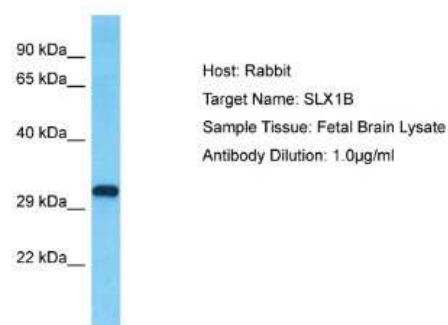 90 kDa
65 kDa
40 kDa
29 kDa
22 kDa
Host: Rabbit
Target Name: SLX1B
Sample Tissue: Fetal Brain Lysate
Antibody Dilution: 1.0µg/ml